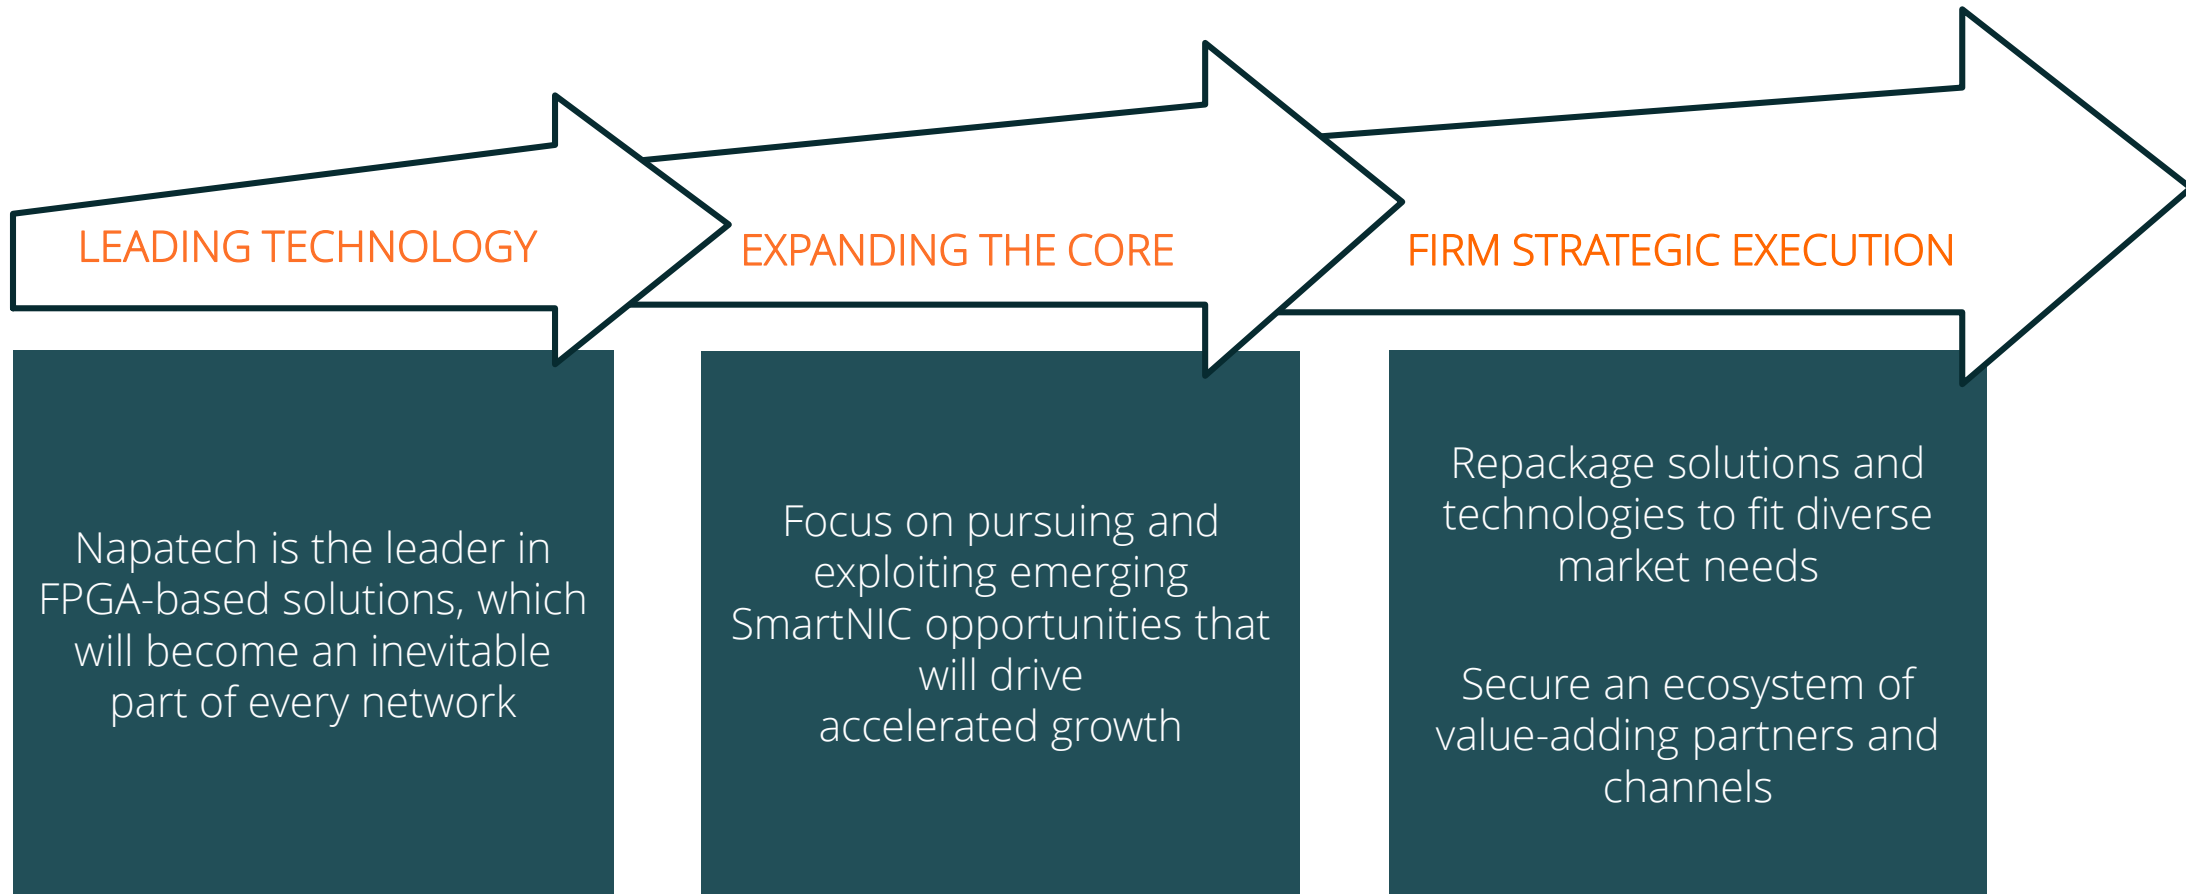 LEADING TECHNOLOGY
EXPANDING THE CORE
FIRM STRATEGIC EXECUTION
Napatech is the leader in
FPGA-based solutions, which
will become an inevitable
part of every network
Focus on pursuing and
exploiting emerging
SmartNIC opportunities that
will drive
accelerated growth
Repackage solutions and
technologies to fit diverse
market needs
Secure an ecosystem of
value-adding partners and
channels